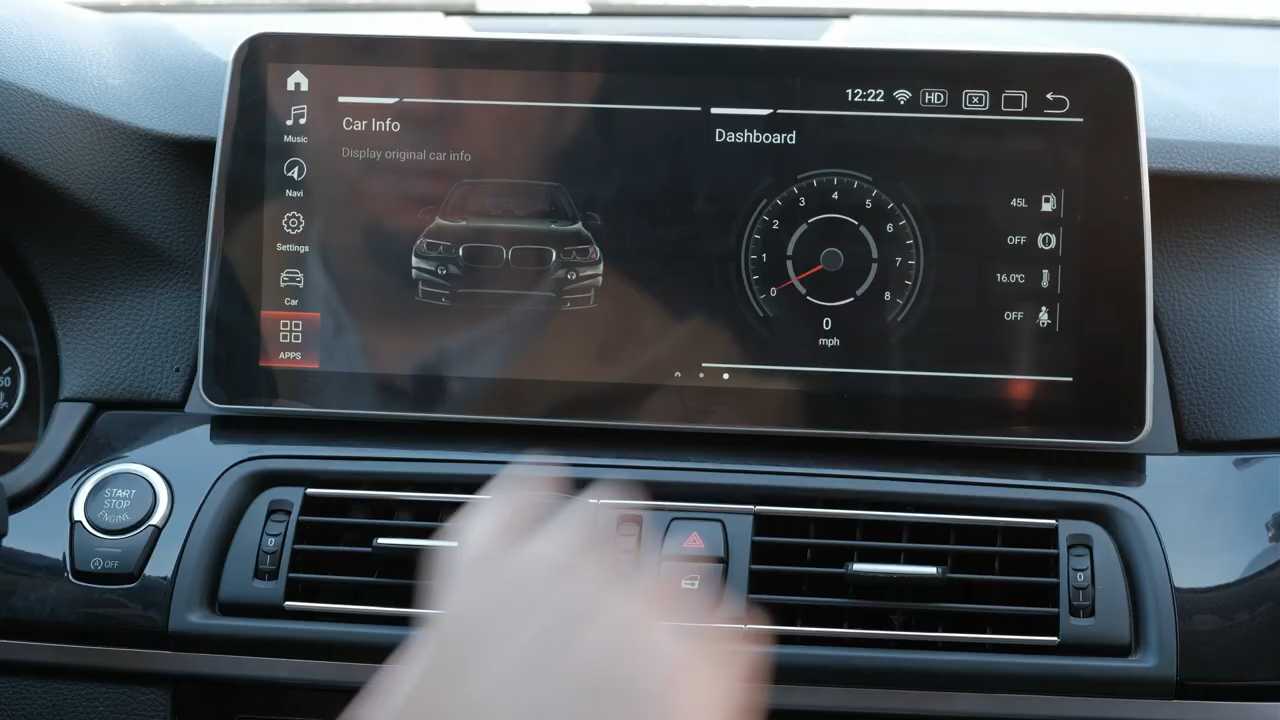 12:22
HD
Music
Navi
Settings
Car
APPS
Car Info
Display original car info
Dashboard
0
1
2
3
4
5
6
7
8
0
mph
45L
OFF
16.0℃
OFF
START
STOP
ENGINE
A OFF
0
0